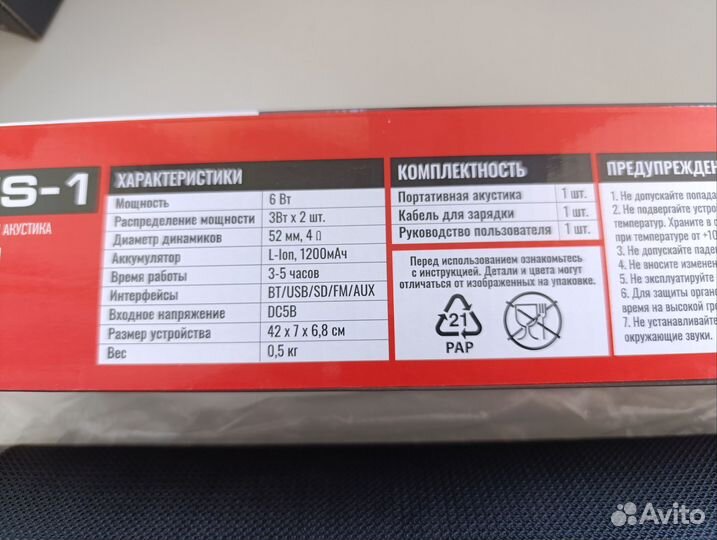 S-1
АКУСТИКА
ХАРАКТЕРИСТИКИ
Мощность 6 Вт
Распределение мощности 3Вт x 2 шт.
Диаметр динамиков 52 мм, 4 Ω
Аккумулятор L-Ion, 1200мАч
Время работы 3-5 часов
Интерфейсы BT/USB/SD/FM/AUX
Входное напряжение DC5В
Размер устройства 42 x 7 x 6,8 см
Вес 0,5 кг
КОМПЛЕКТНОСТЬ
Портативная акустика 1 шт.
Кабель для зарядки 1 шт.
Руководство пользователя 1 шт.
Перед использованием ознакомьтесь
с инструкцией. Детали и цвета могут
отличаться от изображенных на упаковке.
21
PAP
ПРЕДУПРЕЖДЕН
1. Не допускайте попада
2. Не подвергайте устро
температур. Храните в с
при температуре от +10
3. Не допускайте паде
4. Не вносите изменен
5. Не эксплуатируйте
6. Для защиты орган
время на высокой гр
7. Не устанавливайт
окружающие звуки.
Avito